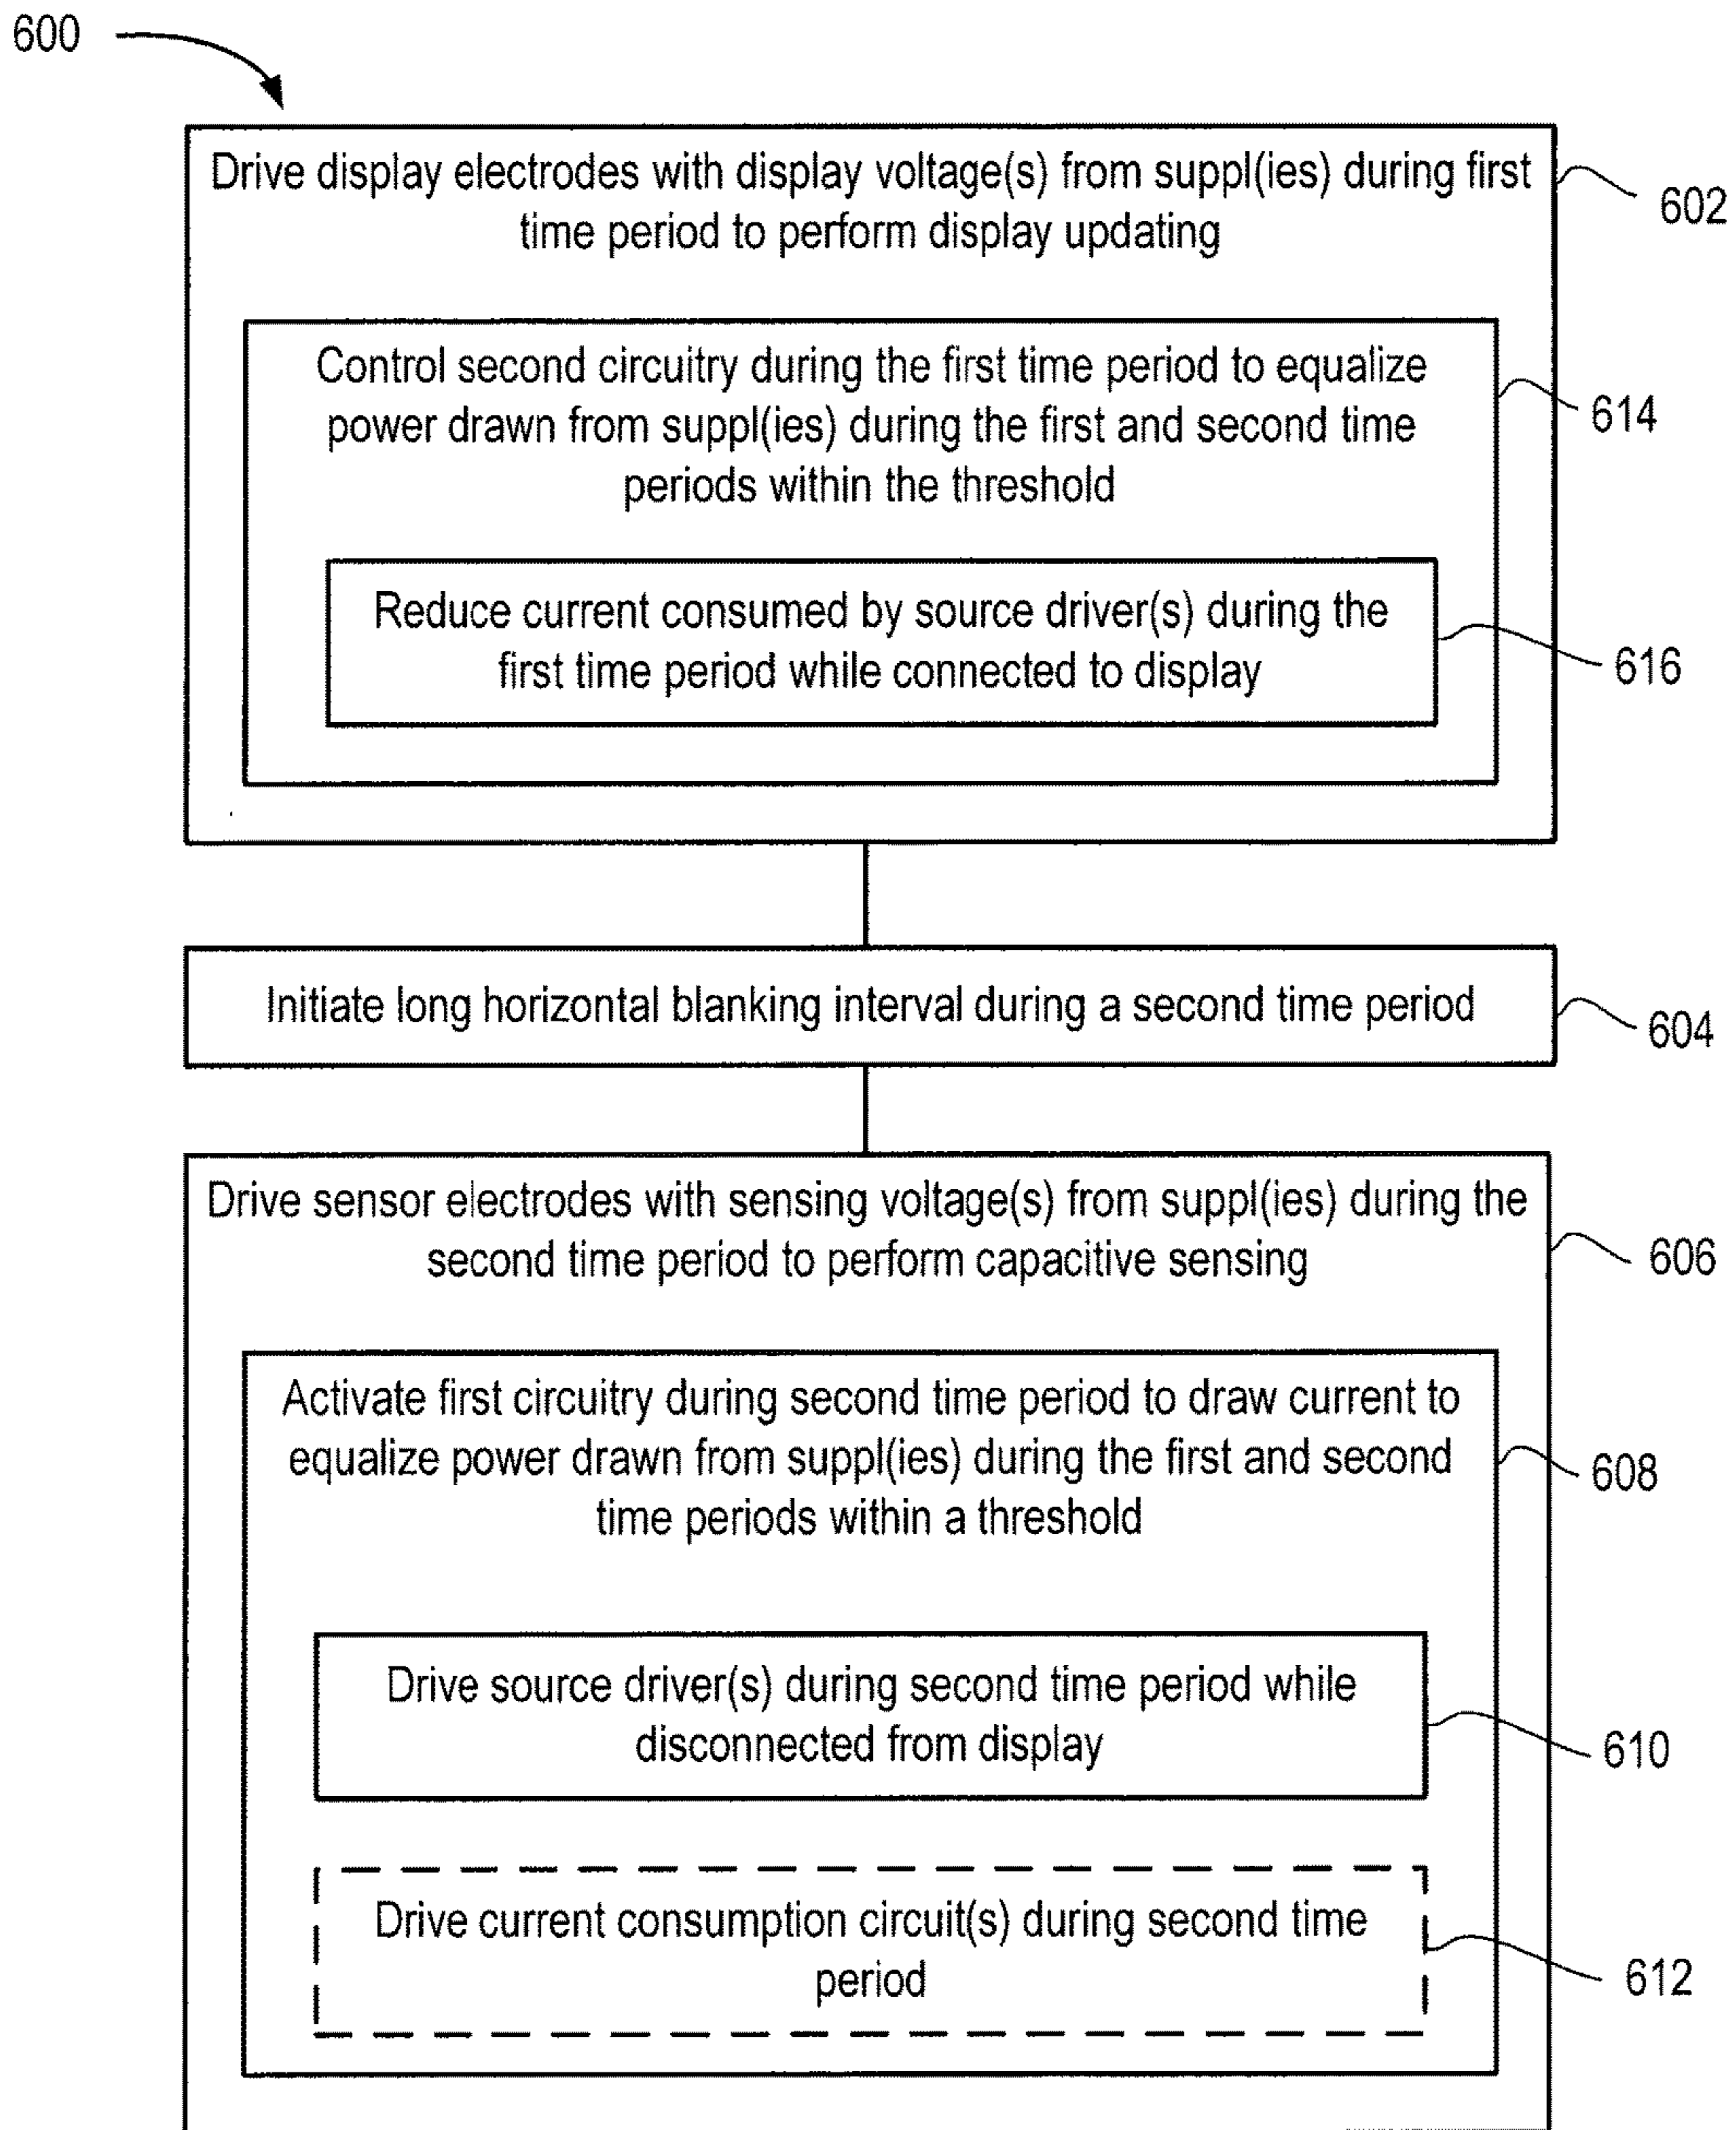 600
Drive display electrodes with display voltage(s) from suppl(ies) during first
time period to perform display updating
602
Control second circuitry during the first time period to equalize
power drawn from suppl(ies) during the first and second time
periods within the threshold
614
Reduce current consumed by source driver(s) during the
first time period while connected to display
616
Initiate long horizontal blanking interval during a second time period
604
Drive sensor electrodes with sensing voltage(s) from suppl(ies) during the
second time period to perform capacitive sensing
606
Activate first circuitry during second time period to draw current to
equalize power drawn from suppl(ies) during the first and second
time periods within a threshold
608
Drive source driver(s) during second time period while
disconnected from display
610
Drive current consumption circuit(s) during second time
period
612